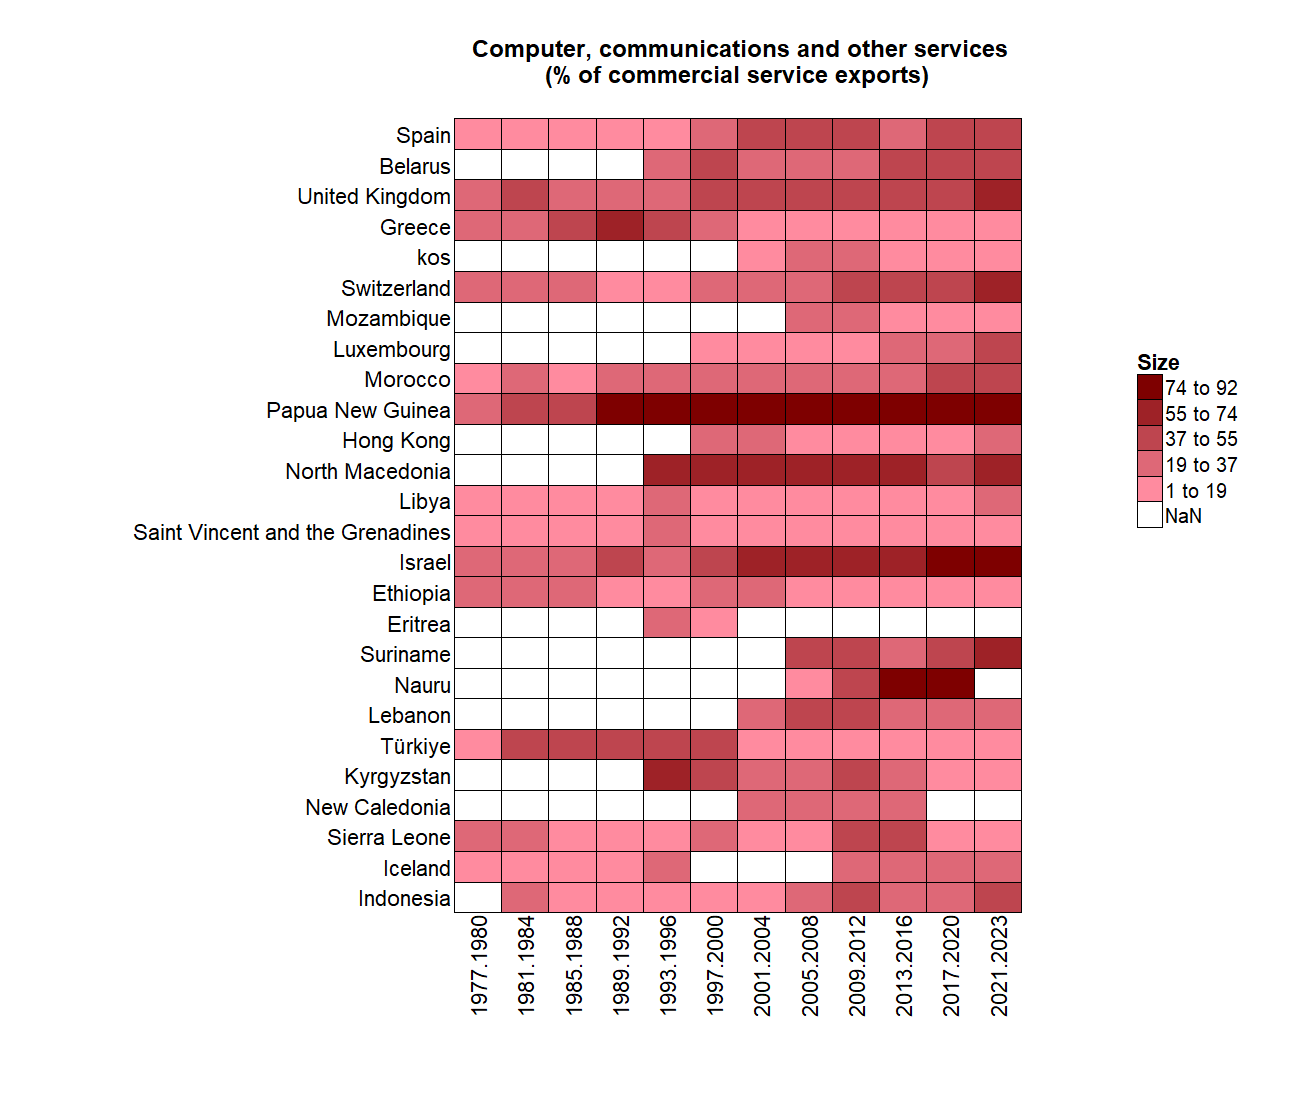 Computer, communications and other services
(% of commercial service exports)
Spain
Belarus
United Kingdom
Greece
kos
Switzerland
Mozambique
Luxembourg
Morocco
Papua New Guinea
Hong Kong
North Macedonia
Libya
Saint Vincent and the Grenadines
Israel
Ethiopia
Eritrea
Suriname
Nauru
Lebanon
Türkiye
Kyrgyzstan
New Caledonia
Sierra Leone
Iceland
Indonesia
1977.1980
1981.1984
1985.1988
1989.1992
1993.1996
1997.2000
2001.2004
2005.2008
2009.2012
2013.2016
2017.2020
2021.2023
Size
74 to 92
55 to 74
37 to 55
19 to 37
1 to 19
NaN